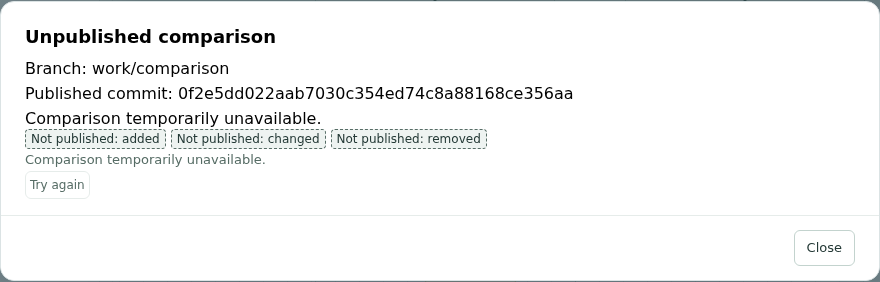 Unpublished comparison
Branch: work/comparison
Published commit: 0f2e5dd022aab7030c354ed74c8a88168ce356aa
Comparison temporarily unavailable.
Not published: added Not published: changed Not published: removed
Comparison temporarily unavailable.
Try again
Close